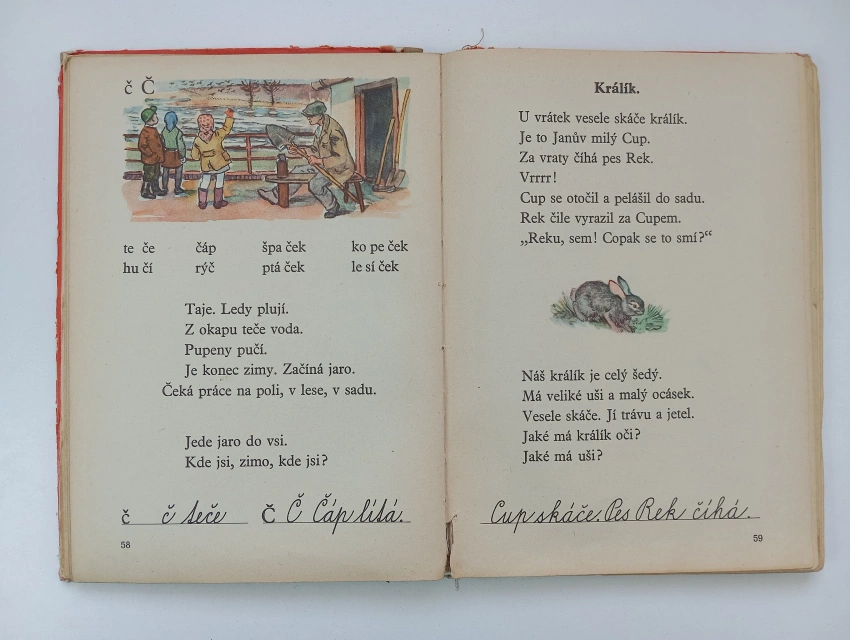 č Č
te če čáp špa ček ko pe ček
hu čí rýč ptá ček le sí ček
Taje. Ledy plují.
Z okapu teče voda.
Pupeny pučí.
Je konec zimy. Začíná jaro.
Čeká práce na poli, v lese, v sadu.
Jede jaro do vsi.
Kde jsi, zimo, kde jsi?
č č teče Č Č Čáp lítá.
58
Králík.
U vrátek vesele skáče králík.
Je to Janův milý Cup.
Za vraty číhá pes Rek.
Vrrrr!
Cup se otočil a pelášil do sadu.
Rek čile vyrazil za Cupem.
„Reku, sem! Copak se to smí?“
Náš králík je celý šedý.
Má veliké uši a malý ocásek.
Vesele skáče. Jí trávu a jetel.
Jaké má králík oči?
Jaké má uši?
Cup skáče. Pes Rek číhá.
59